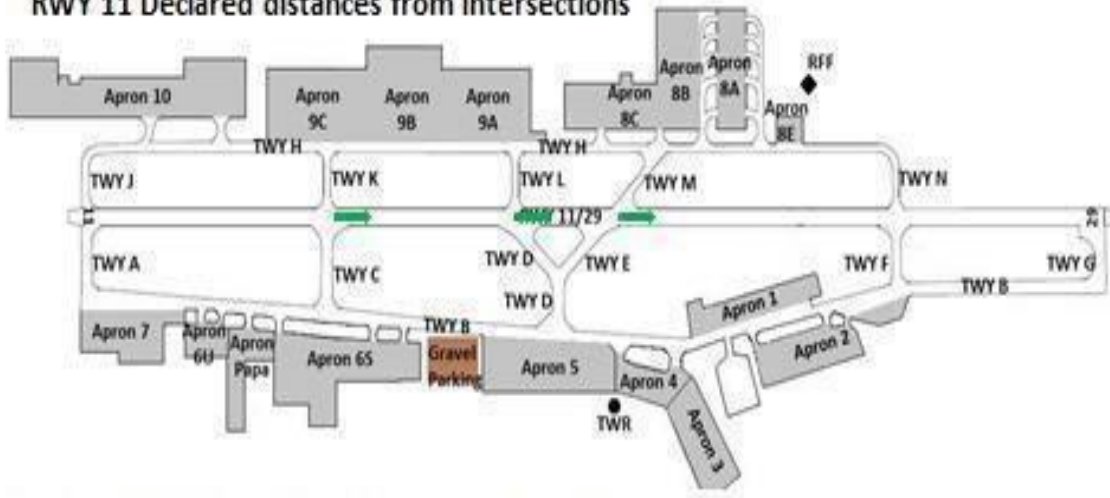 RWY 11 Declared distances from intersections
RFF
Apron 10
Apron
9C
Apron
9B
Apron
9A
Apron
8C
Apron
8B
Apron
8A
Apron
8E
TWY H
TWY H
TWY J
TWY K
TWY L
TWY M
TWY N
11
11/29
29
TWY A
TWY C
TWY D
TWY E
TWY F
TWY G
TWY D
TWY B
TWY B
Apron 1
Apron 7
Apron
6U
Apron
Papa
Apron 6S
Gravel
Parking
Apron 5
Apron 4
Apron 2
TWR
Apron 3